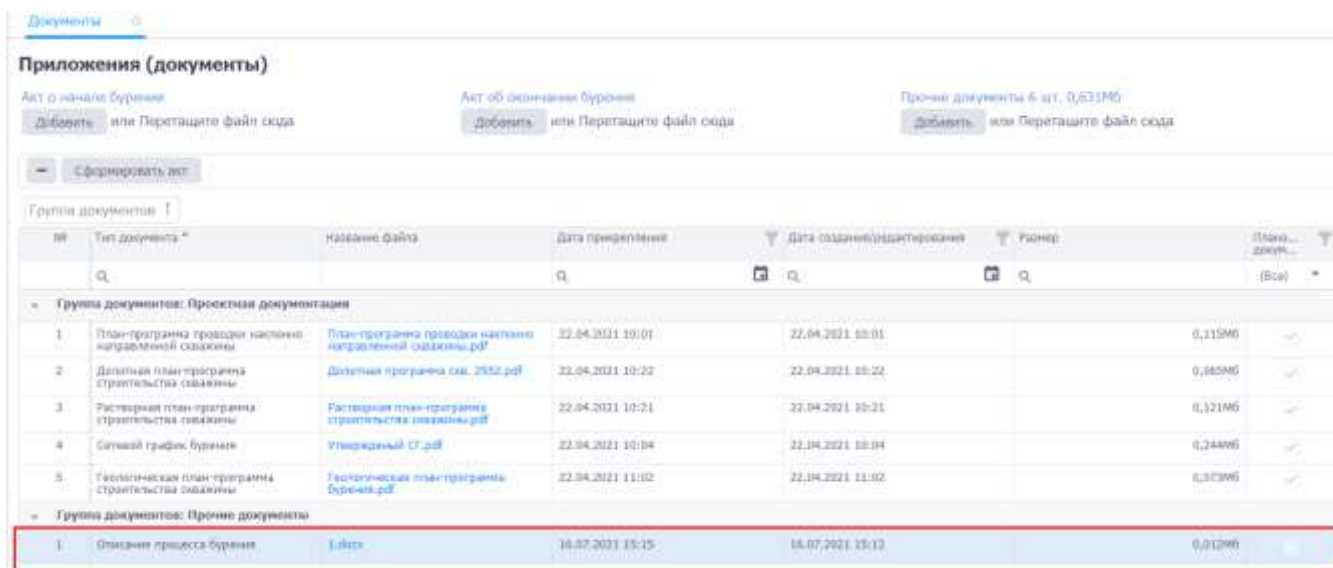 Документы
Приложения (документы)
Акт о начале бурения
Акт об окончании бурения
Прочие документы 6 шт. 0,631Мб
Добавить или Перетащите файл сюда
Добавить или Перетащите файл сюда
Добавить или Перетащите файл сюда
Сформировать акт
Группа документов ↑
№ Тип документа Название файла Дата прикрепления Дата создания/редактирования Размер Плано... докум...
(Все)
Группа документов: Проектная документация
1 План-программа проводки наклонно направленной скважины План-программа проводки наклонно направленной скважины.pdf 22.04.2021 10:01 22.04.2021 10:01 0,115Мб
2 Долотная план-программа строительства скважины Долотная программа скв. 2952.pdf 22.04.2021 10:22 22.04.2021 10:22
3 Растворная план-программа строительства скважины Растворная план-программа строительства скважины.pdf 22.04.2021 10:21 22.04.2021 10:21 0,121Мб
4 Сетевой график бурения Утвержденый СГ.pdf 22.04.2021 10:04 22.04.2021 10:04 0,244Мб
5 Геологическая план-программа строительства скважины Геологическая план-программа бурения.pdf 22.04.2021 11:02 22.04.2021 11:02
Группа документов: Прочие документы
1 Описание процесса бурения 1.docx 16.07.2021 15:15 16.07.2021 15:12 0,012Мб